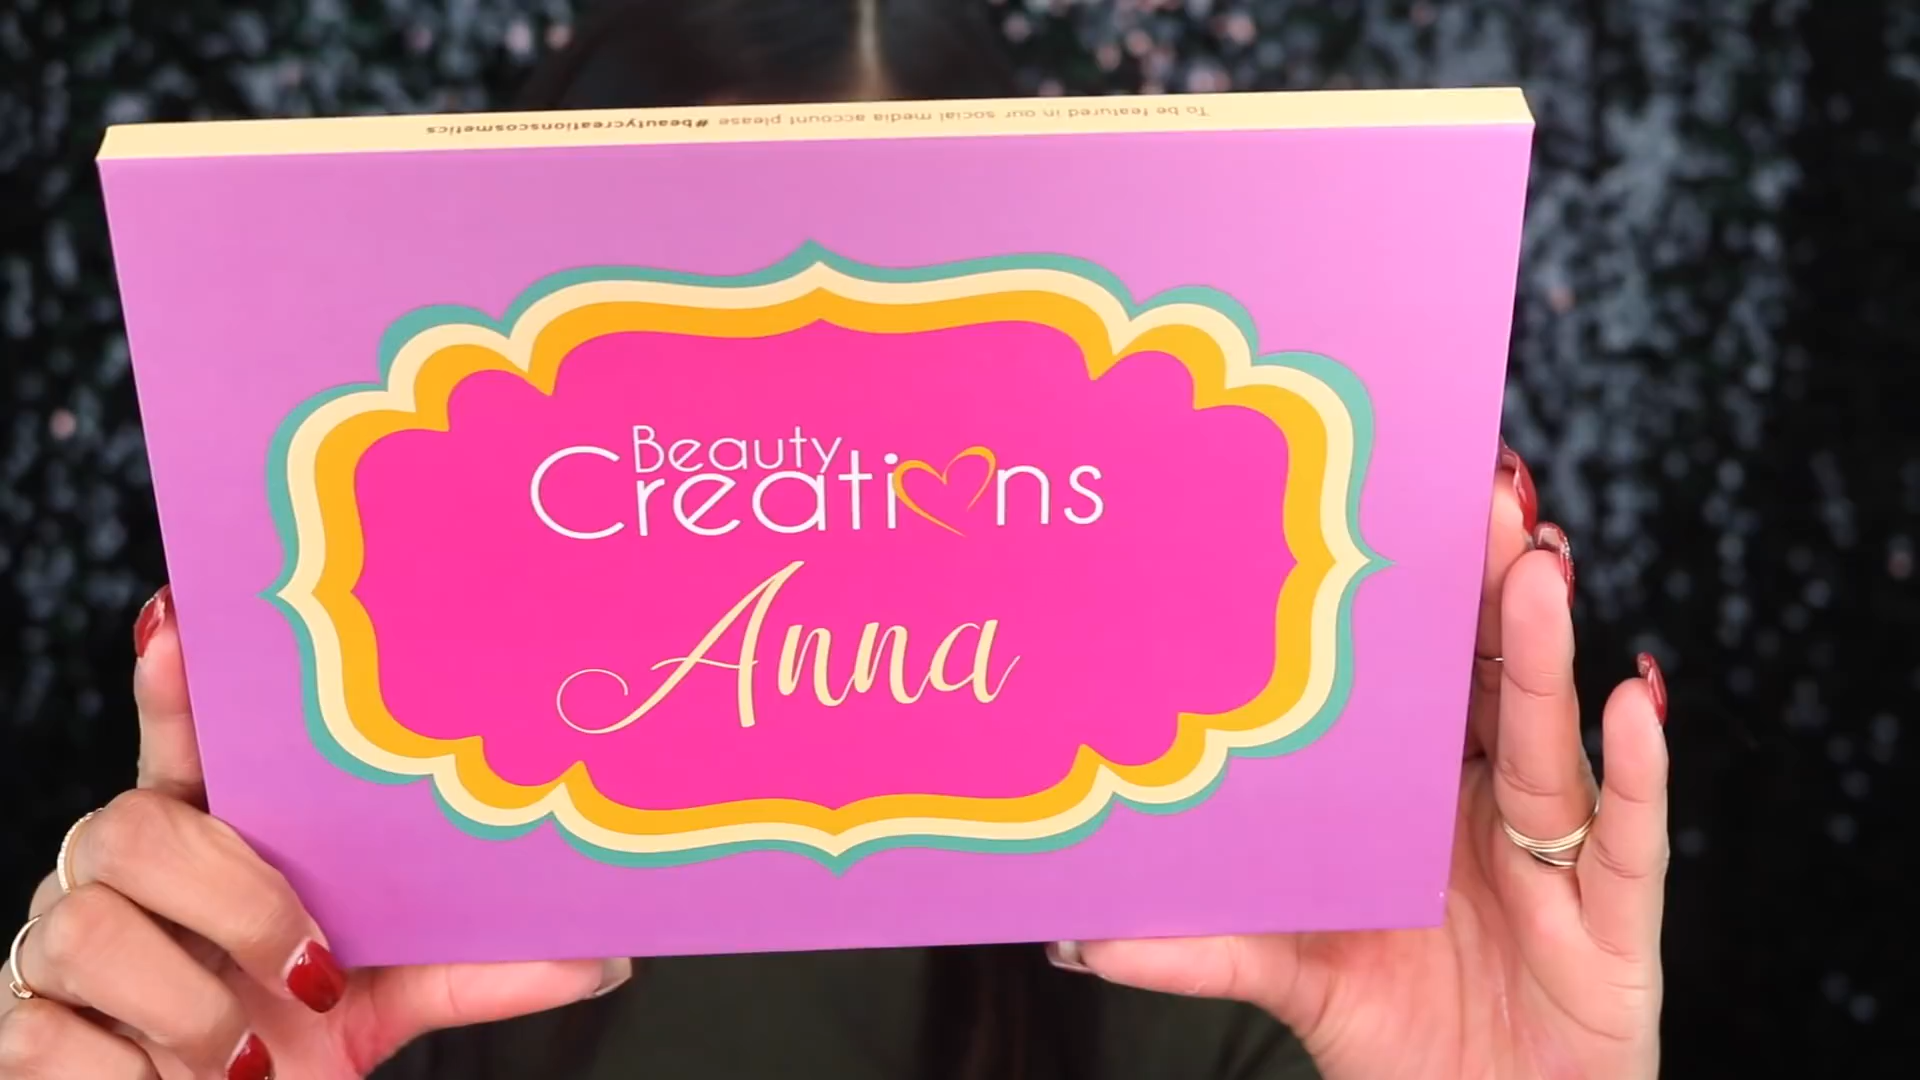 To be featured in our social media account please #beautycreationscosmetics
Beauty
Creations
Anna